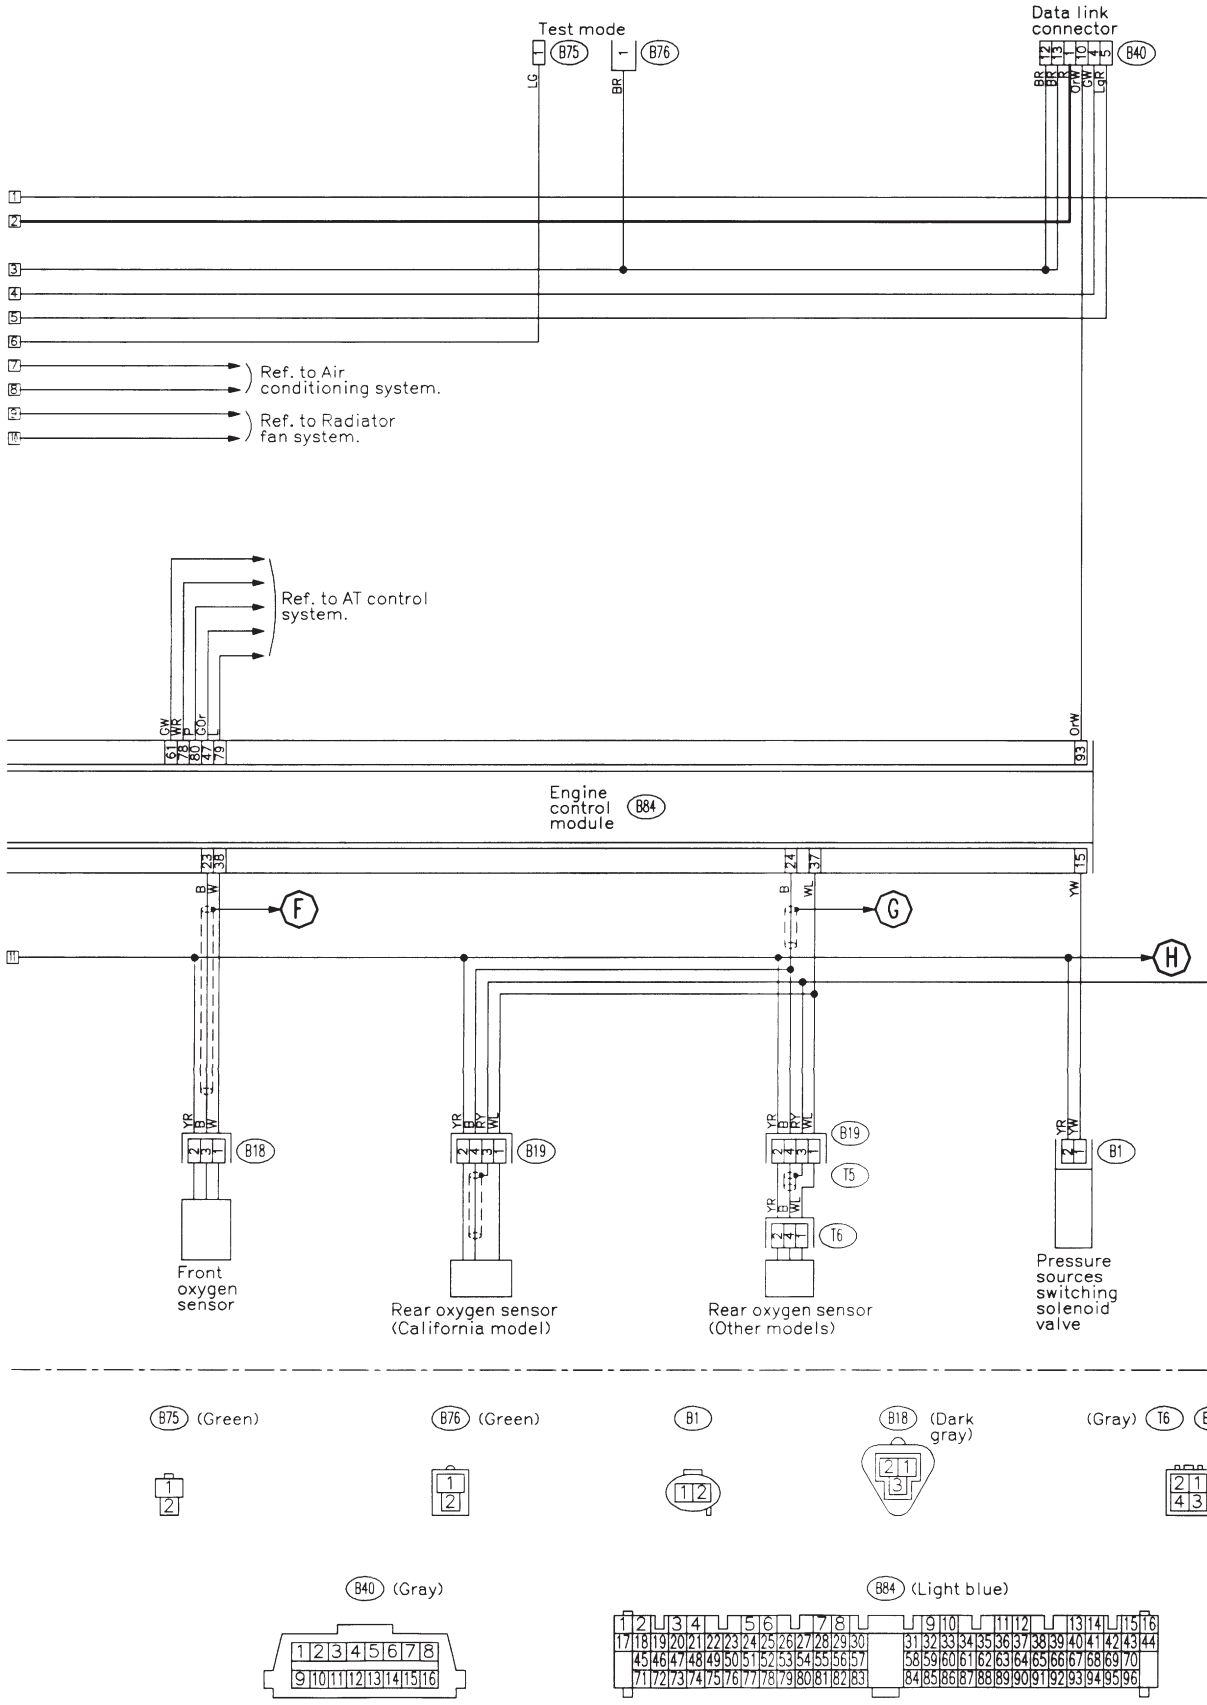 Test mode
1 B75
1 B76
LG
BR
Data link
connector
12 13 1 10 4 5 B40
BR BR R OrW GW LgR
1
2
3
4
5
6
7
8
9
10
Ref. to Air
conditioning system.
Ref. to Radiator
fan system.
Ref. to AT control
system.
GW WR P GOr L
61 78 80 47 79
OrW
93
Engine
control
module
B84
23 38
24 37
15
B W
B WL
YW
F
G
11
H
YR B W
YR B RY WL
YR B RY WL
YR YW
2 3 1 B18
2 4 3 1 B19
2 4 3 1 B19
2 1 B1
T5
YR B WL
2 4 1 T6
Front
oxygen
sensor
Rear oxygen sensor
(California model)
Rear oxygen sensor
(Other models)
Pressure
sources
switching
solenoid
valve
B75 (Green)
B76 (Green)
B1
B18 (Dark
gray)
(Gray) T6
1
2
1
2
1 2
2 1
3
2 1
4 3
B40 (Gray)
B84 (Light blue)
1 2 3 4 5 6 7 8
9 10 11 12 13 14 15 16
1 2 3 4 5 6 7 8 9 10 11 12 13 14 15 16
17 18 19 20 21 22 23 24 25 26 27 28 29 30 31 32 33 34 35 36 37 38 39 40 41 42 43 44
45 46 47 48 49 50 51 52 53 54 55 56 57 58 59 60 61 62 63 64 65 66 67 68 69 70
71 72 73 74 75 76 77 78 79 80 81 82 83 84 85 86 87 88 89 90 91 92 93 94 95 96